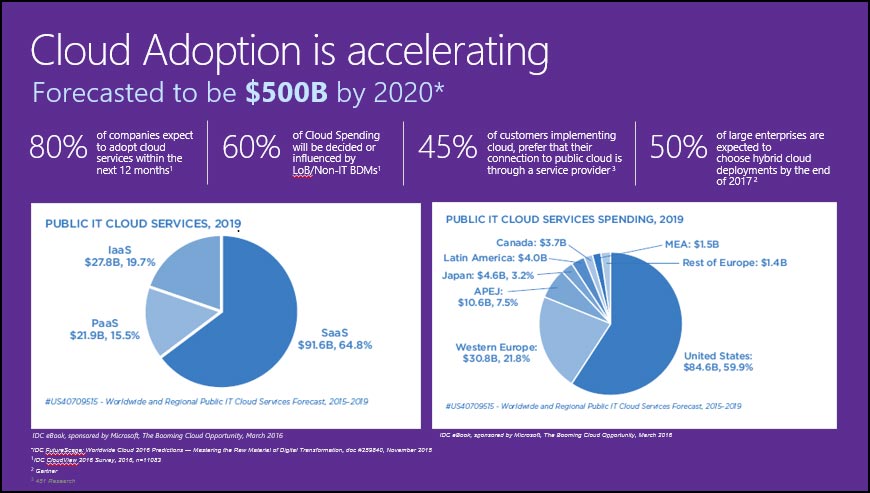 Cloud Adoption is accelerating
Forecasted to be $500B by 2020*
80%
of companies expect
to adopt cloud
services within the
next 12 months¹
60%
of Cloud Spending
will be decided or
influenced by
LoB/Non-IT BDMs¹
45%
of customers implementing
cloud, prefer that their
connection to public cloud is
through a service provider ³
50%
of large enterprises are
expected to
choose hybrid cloud
deployments by the end
of 2017 ²
PUBLIC IT CLOUD SERVICES, 2019
IaaS
$27.8B, 19.7%
PaaS
$21.9B, 15.5%
SaaS
$91.6B, 64.8%
#US40709515 - Worldwide and Regional Public IT Cloud Services Forecast, 2015-2019
IDC eBook, sponsored by Microsoft, The Booming Cloud Opportunity, March 2016
PUBLIC IT CLOUD SERVICES SPENDING, 2019
Canada: $3.7B
MEA: $1.5B
Latin America: $4.0B
Rest of Europe: $1.4B
Japan: $4.6B, 3.2%
APEJ:
$10.6B, 7.5%
Western Europe:
$30.8B, 21.8%
United States:
$84.6B, 59.9%
#US40709515 - Worldwide and Regional Public IT Cloud Services Forecast, 2015-2019
IDC eBook, sponsored by Microsoft, The Booming Cloud Opportunity, March 2016
*IDC FutureScape: Worldwide Cloud 2016 Predictions — Mastering the Raw Material of Digital Transformation, doc #259840, November 2015
¹IDC CloudView 2016 Survey, 2016, n=11083
² Gartner
³ 451 Research